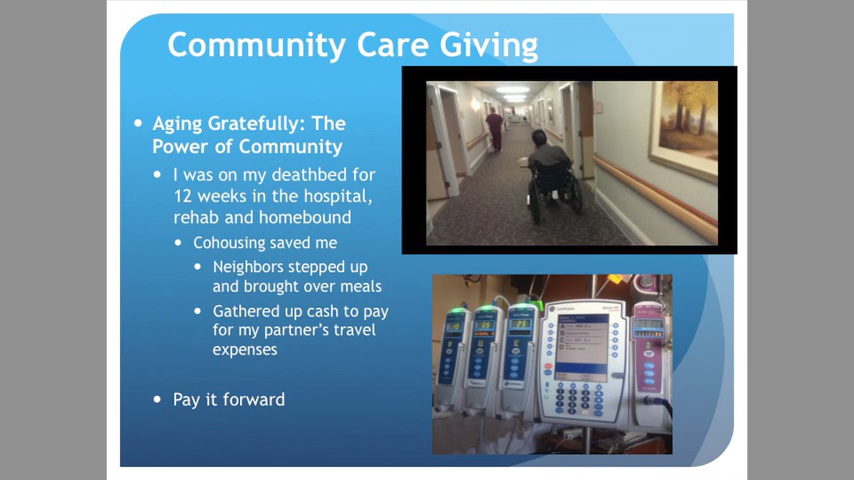 Community Care Giving
Aging Gratefully: The
Power of Community
I was on my deathbed for
12 weeks in the hospital,
rehab and homebound
Cohousing saved me
Neighbors stepped up
and brought over meals
Gathered up cash to pay
for my partner's travel
expenses
Pay it forward